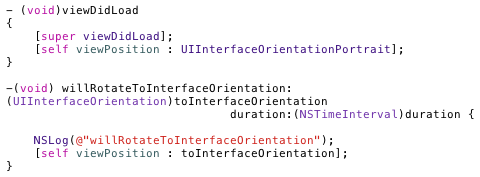 - (void)viewDidLoad
{
    [super viewDidLoad];
    [self viewPosition : UIInterfaceOrientationPortrait];
}

-(void) willRotateToInterfaceOrientation:
(UIInterfaceOrientation)toInterfaceOrientation
                                duration:(NSTimeInterval)duration {

    NSLog(@"willRotateToInterfaceOrientation");
    [self viewPosition : toInterfaceOrientation];
}